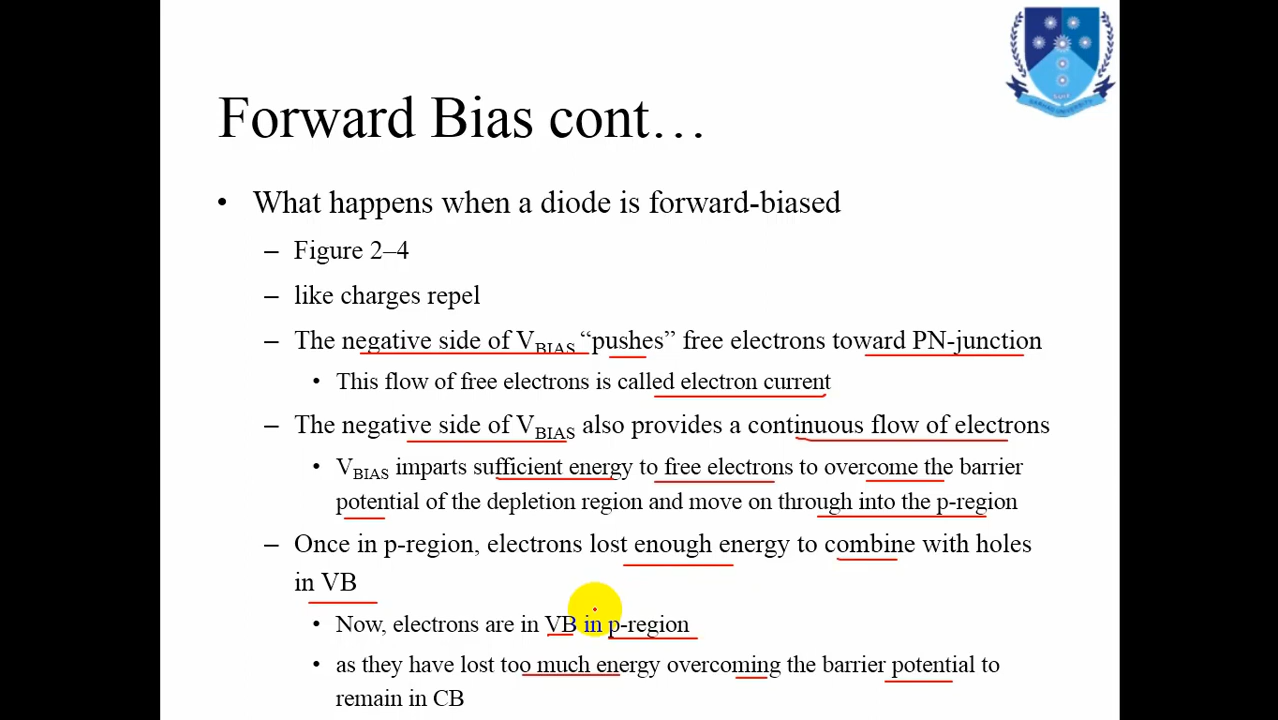 Forward Bias cont…
• What happens when a diode is forward-biased
– Figure 2–4
– like charges repel
– The negative side of VBIAS “pushes” free electrons toward PN-junction
• This flow of free electrons is called electron current
– The negative side of VBIAS also provides a continuous flow of electrons
• VBIAS imparts sufficient energy to free electrons to overcome the barrier
potential of the depletion region and move on through into the p-region
– Once in p-region, electrons lost enough energy to combine with holes
in VB
• Now, electrons are in VB in p-region
• as they have lost too much energy overcoming the barrier potential to
remain in CB